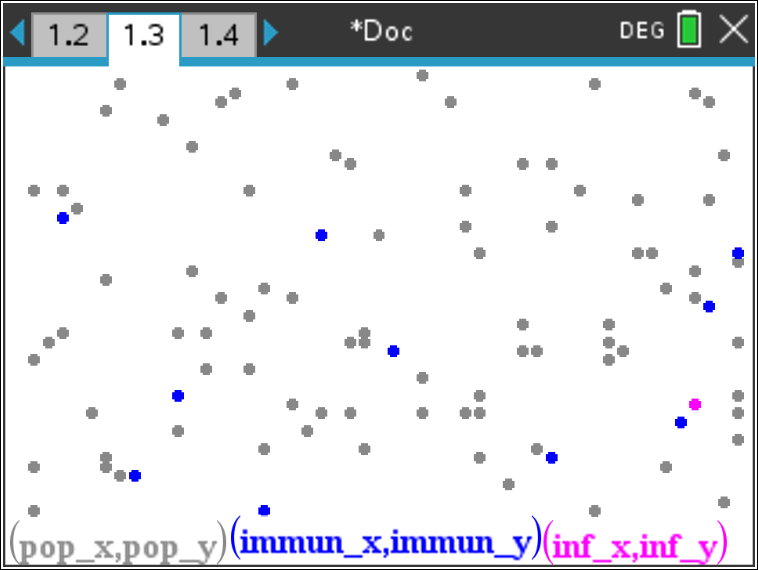 1.2 1.3 1.4 *Doc DEG
(pop_x,pop_y) (immun_x,immun_y) (inf_x,inf_y)